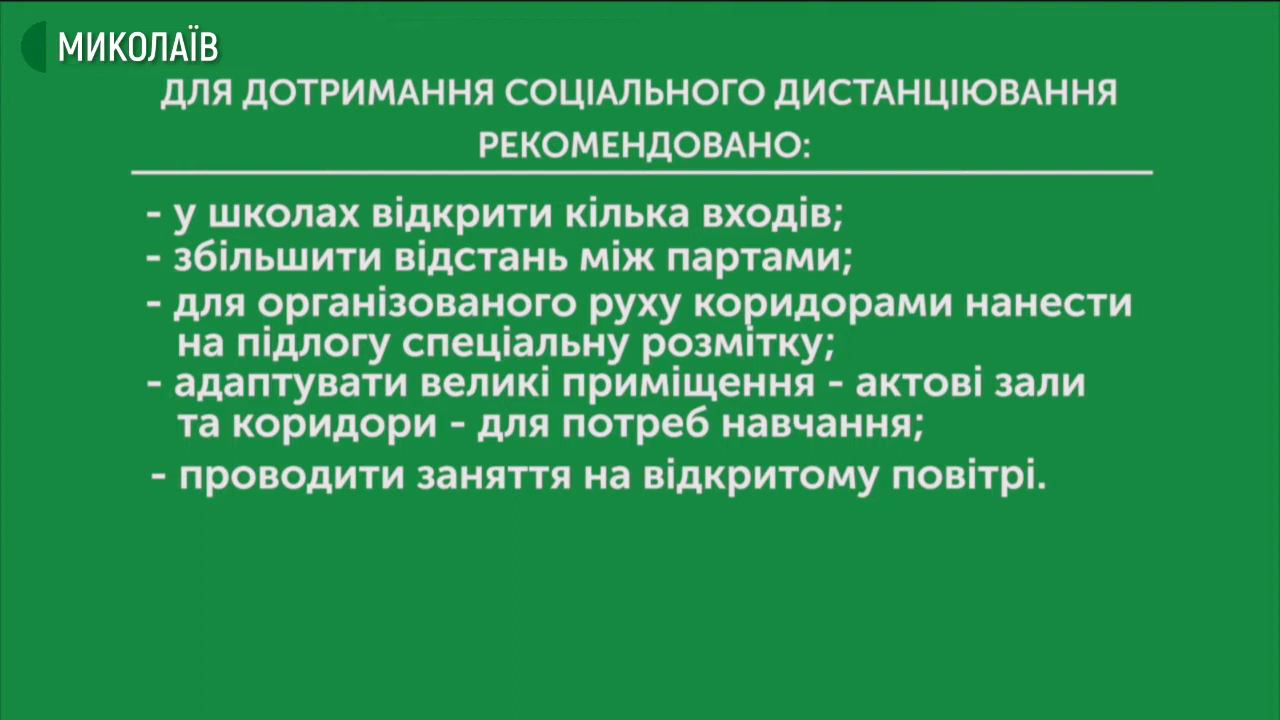 МИКОЛАЇВ
ДЛЯ ДОТРИМАННЯ СОЦІАЛЬНОГО ДИСТАНЦІЮВАННЯ
РЕКОМЕНДОВАНО:
- у школах відкрити кілька входів;
- збільшити відстань між партами;
- для організованого руху коридорами нанести
на підлогу спеціальну розмітку;
- адаптувати великі приміщення - актові зали
та коридори - для потреб навчання;
- проводити заняття на відкритому повітрі.